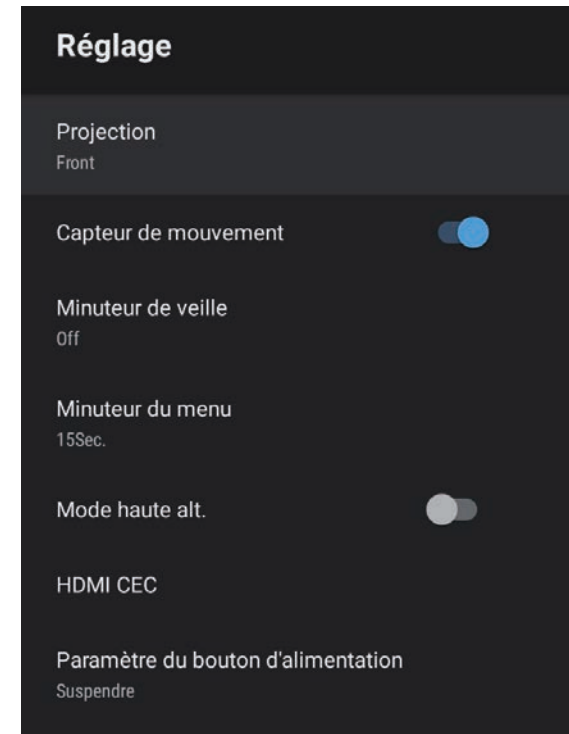 Réglage
Projection
Front
Capteur de mouvement
Minuteur de veille
Off
Minuteur du menu
15Sec.
Mode haute alt.
HDMI CEC
Paramètre du bouton d'alimentation
Suspendre